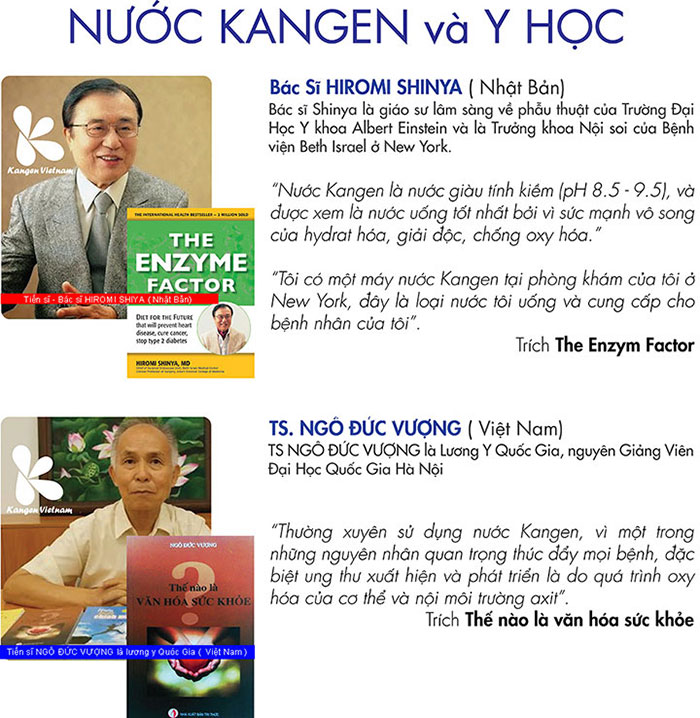 NƯỚC KANGEN và Y HỌC
Bác Sĩ HIROMI SHINYA ( Nhật Bản)
Bác sĩ Shinya là giáo sư lâm sàng về phẫu thuật của Trường Đại
Học Y khoa Albert Einstein và là Trưởng khoa Nội soi của Bệnh
viện Beth Israel ở New York.
“Nước Kangen là nước giàu tính kiềm (pH 8.5 - 9.5), và
được xem là nước uống tốt nhất bởi vì sức mạnh vô song
của hydrat hóa, giải độc, chống oxy hóa.”
“Tôi có một máy nước Kangen tại phòng khám của tôi ở
New York, đây là loại nước tôi uống và cung cấp cho
bệnh nhân của tôi”.
Trích The Enzym Factor
Kangen Vietnam
THE INTERNATIONAL HEALTH BESTSELLER – 2 MILLION SOLD
THE
ENZYME
FACTOR
Tiến sĩ - Bác sĩ HIROMI SHIYA ( Nhật Bản)
DIET FOR THE FUTURE
that will prevent heart
disease, cure cancer,
stop type 2 diabetes
HIROMI SHINYA, MD
TS. NGÔ ĐỨC VƯỢNG ( Việt Nam)
TS NGÔ ĐỨC VƯỢNG là Lương Y Quốc Gia, nguyên Giảng Viên
Đại Học Quốc Gia Hà Nội
“Thường xuyên sử dụng nước Kangen, vì một trong
những nguyên nhân quan trọng thúc đẩy mọi bệnh, đặc
biệt ung thư xuất hiện và phát triển là do quá trình oxy
hóa của cơ thể và nội môi trường axit”.
Trích Thế nào là văn hóa sức khỏe
Kangen Vietnam
NGÔ ĐỨC VƯỢNG
?
Thế nào là
VĂN HÓA SỨC KHỎE
Tiến sĩ NGÔ ĐỨC VƯỢNG là lương y Quốc Gia ( Việt Nam )
NHÀ XUẤT BẢN TRI THỨC